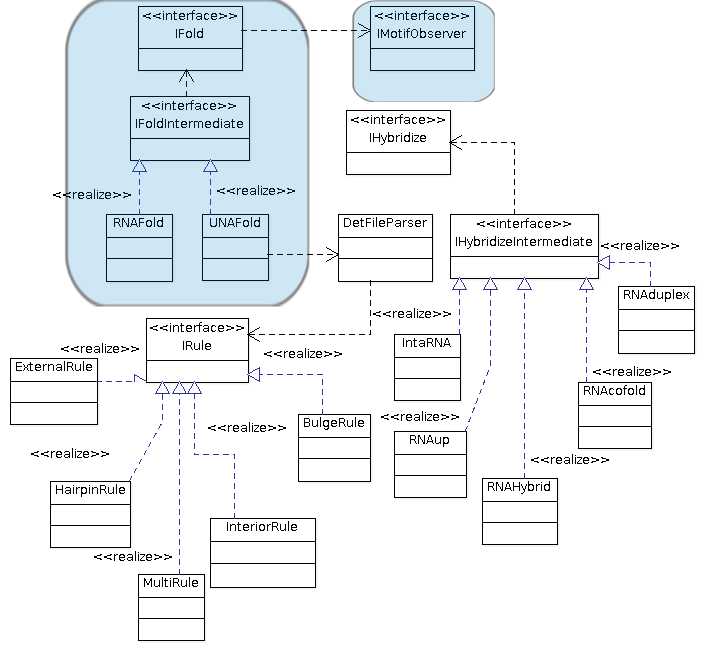 <<interface>>
IFold
<<interface>>
IMotifObserver
<<interface>>
IFoldIntermediate
<<interface>>
IHybridize
<<realize>>
<<realize>>
RNAFold
UNAFold
DetFileParser
<<interface>>
IHybridizeIntermediate
<<realize>>
RNAduplex
<<realize>>
<<interface>>
IRule
<<realize>>
ExternalRule
<<realize>>
IntaRNA
<<realize>>
RNAcofold
<<realize>>
BulgeRule
<<realize>>
RNAup
<<realize>>
<<realize>>
RNAHybrid
HairpinRule
InteriorRule
<<realize>>
MultiRule